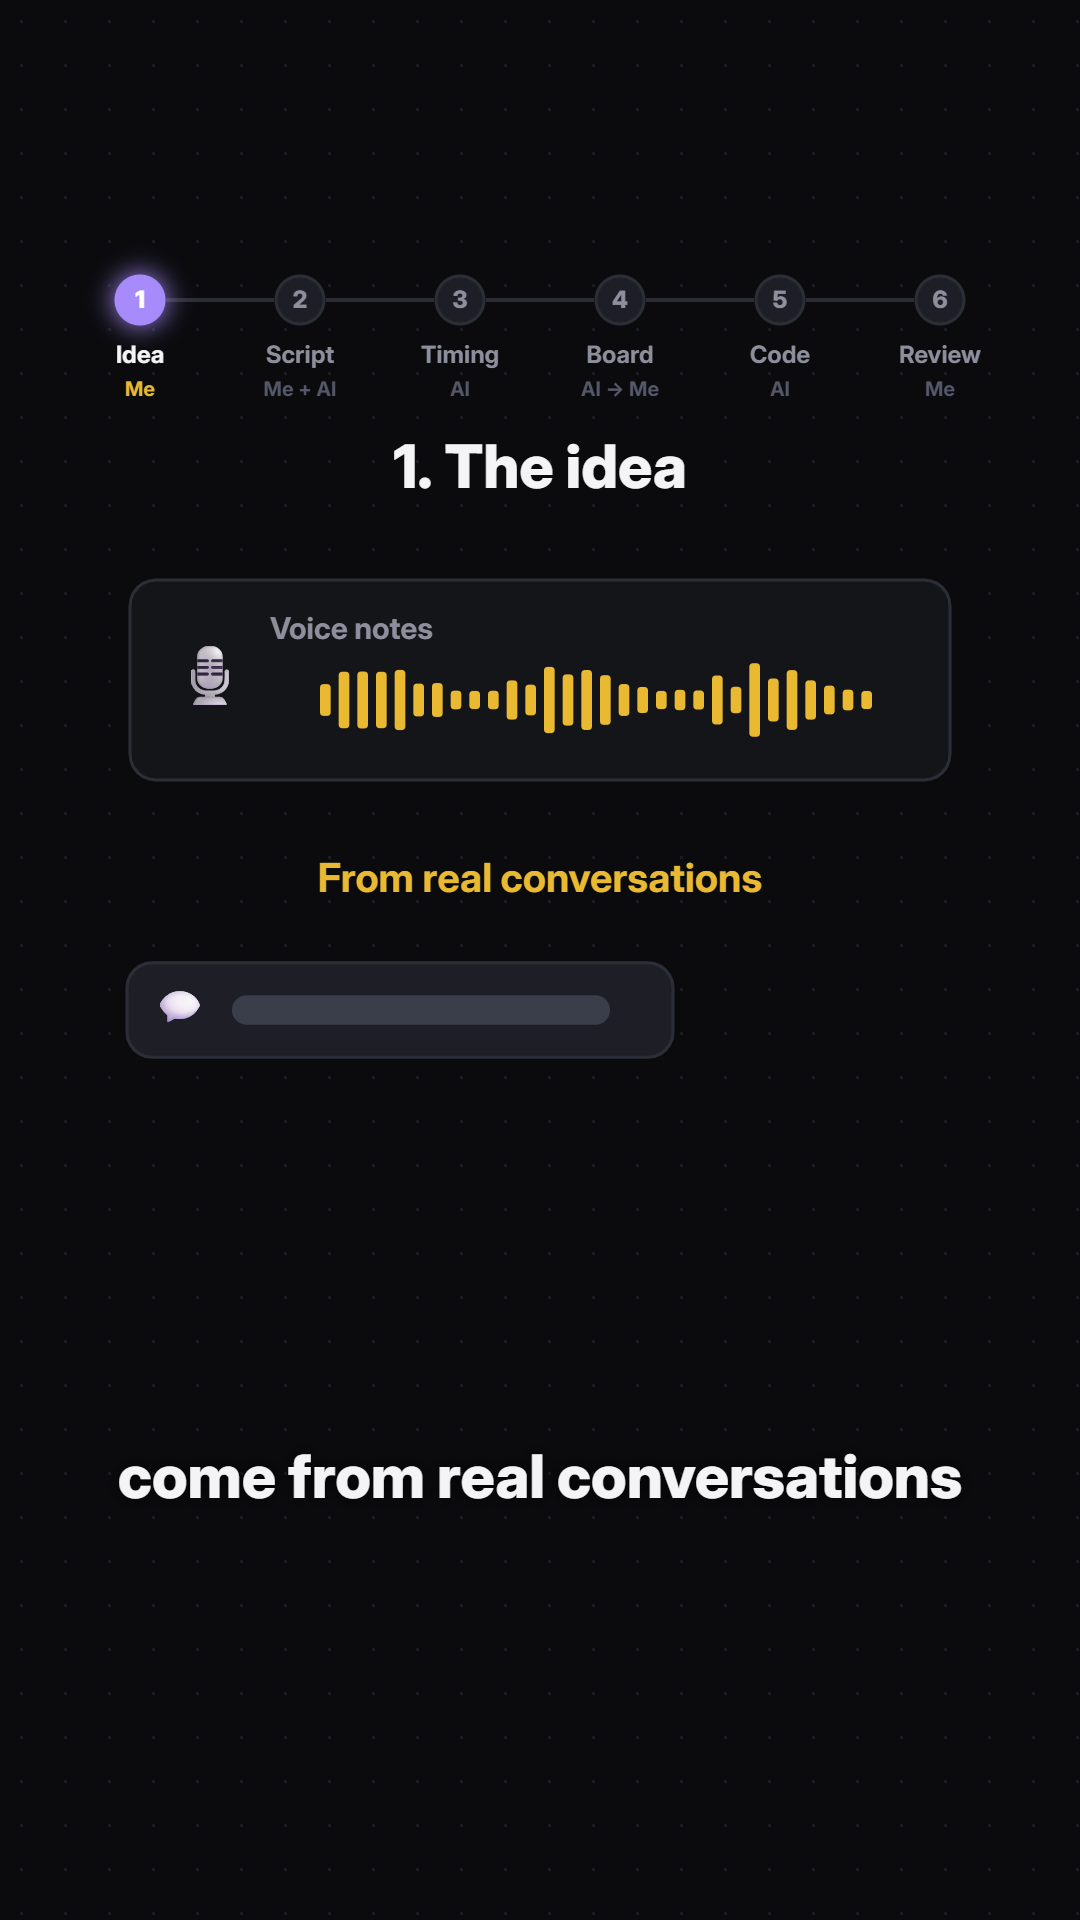 1 2 3 4 5 6
Idea Script Timing Board Code Review
Me Me + AI AI AI → Me AI Me
1. The idea
Voice notes
From real conversations
come from real conversations